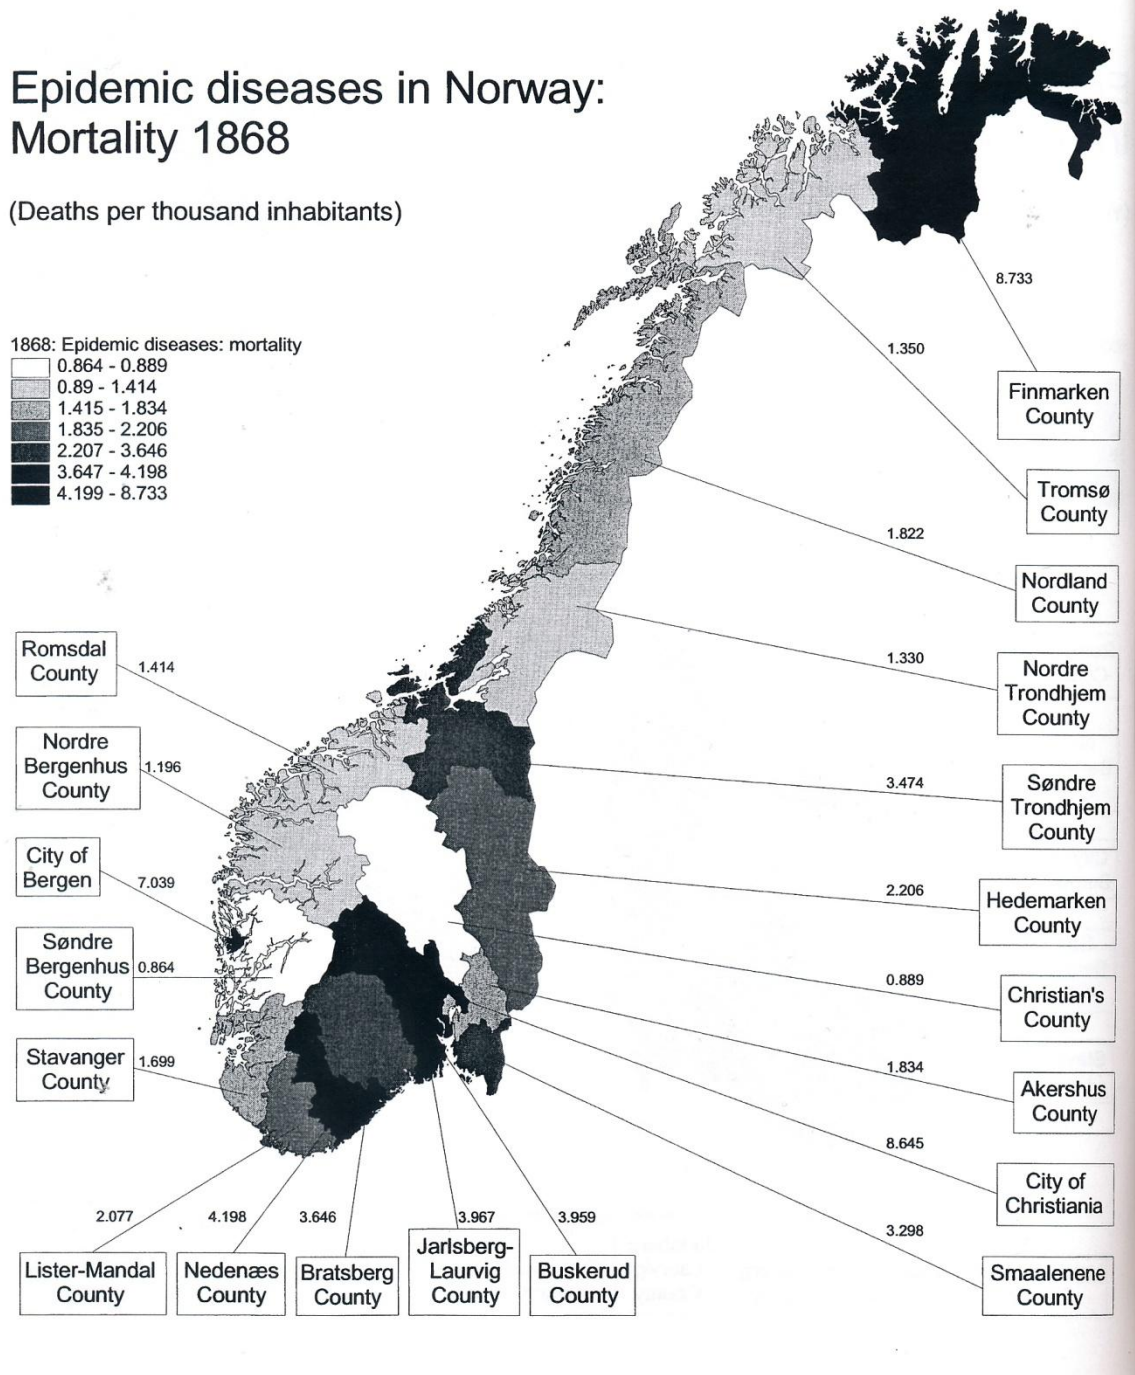 Epidemic diseases in Norway:
Mortality 1868
(Deaths per thousand inhabitants)
1868: Epidemic diseases: mortality
0.864 - 0.889
0.89 - 1.414
1.415 - 1.834
1.835 - 2.206
2.207 - 3.646
3.647 - 4.198
4.199 - 8.733
8.733
Finmarken
County
1.350
Tromsø
County
1.822
Nordland
County
1.330
Nordre
Trondhjem
County
3.474
Søndre
Trondhjem
County
2.206
Hedemarken
County
0.889
Christian's
County
1.834
Akershus
County
8.645
City of
Christiania
3.298
Smaalenene
County
Romsdal
County
1.414
Nordre
Bergenhus
County
1.196
City of
Bergen
7.039
Søndre
Bergenhus
County
0.864
Stavanger
County
1.699
2.077
Lister-Mandal
County
4.198
Nedenæs
County
3.646
Bratsberg
County
3.967
Jarlsberg-
Laurvig
County
3.959
Buskerud
County